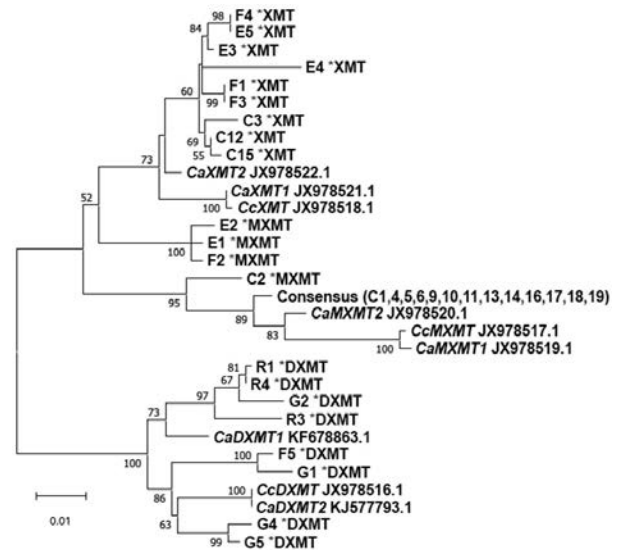 F4 *XMT
98
E5 *XMT
84
E3 *XMT
E4 *XMT
60
F1 *XMT
99
F3 *XMT
C3 *XMT
69
C12 *XMT
55
C15 *XMT
73
CaXMT2 JX978522.1
CaXMT1 JX978521.1
100
CcXMT JX978518.1
52
E2 *MXMT
E1 *MXMT
100
F2 *MXMT
C2 *MXMT
95
Consensus (C1,4,5,6,9,10,11,13,14,16,17,18,19)
89
CaMXMT2 JX978520.1
83
CcMXMT JX978517.1
100
CaMXMT1 JX978519.1
R1 *DXMT
81
R4 *DXMT
67
G2 *DXMT
97
R3 *DXMT
73
CaDXMT1 KF678863.1
100
F5 *DXMT
100
G1 *DXMT
86
CcDXMT JX978516.1
100
CaDXMT2 KJ577793.1
63
G4 *DXMT
99
G5 *DXMT
0.01